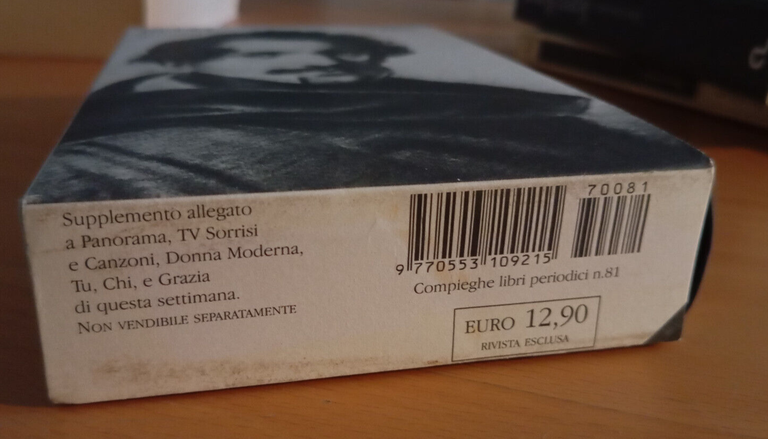 Supplemento allegato
a Panorama, TV Sorrisi
e Canzoni, Donna Moderna,
Tu, Chi, e Grazia
di questa settimana.
NON VENDIBILE SEPARATAMENTE
70081
9 770553 109215
Compieghe libri periodici n.81
EURO 12,90
RIVISTA ESCLUSA